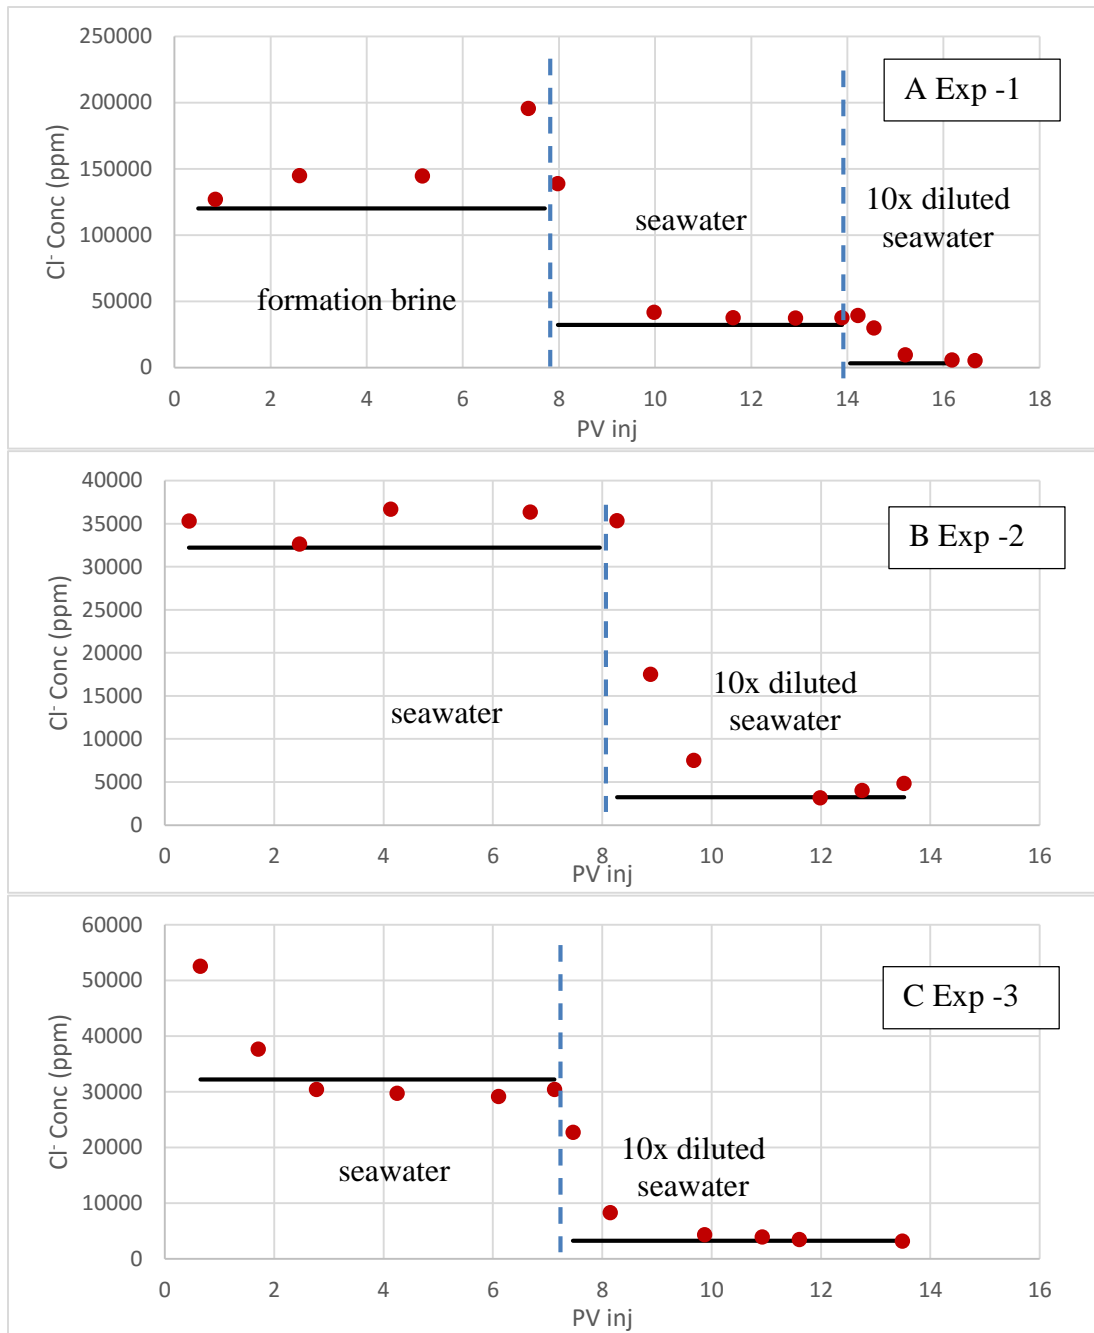 250000
200000
150000
100000
50000
0
Cl- Conc (ppm)
A Exp -1
formation brine
seawater
10x diluted
seawater
0 2 4 6 8 10 12 14 16 18
PV inj
40000
35000
30000
25000
20000
15000
10000
5000
0
Cl- Conc (ppm)
B Exp -2
seawater
10x diluted
seawater
0 2 4 6 8 10 12 14 16
PV inj
60000
50000
40000
30000
20000
10000
0
Cl- Conc (ppm)
C Exp -3
seawater
10x diluted
seawater
0 2 4 6 8 10 12 14 16
PV inj